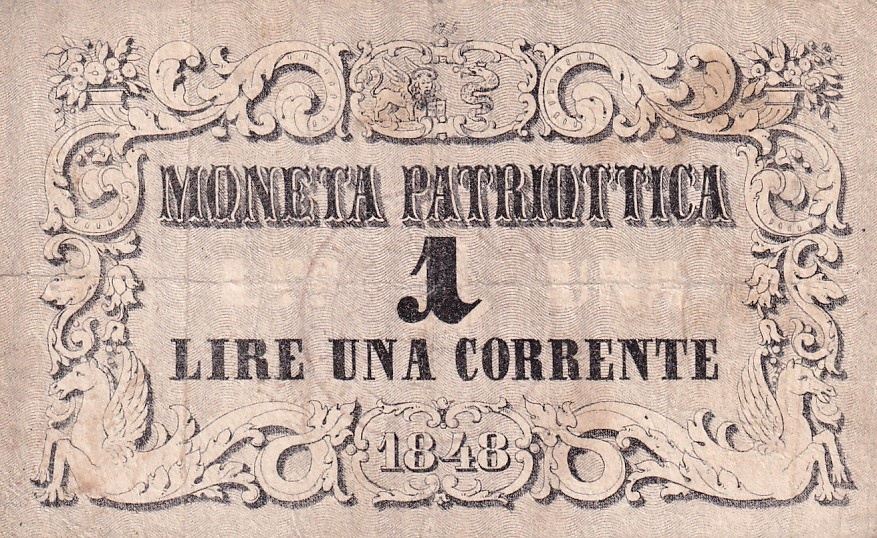 MONETA PATRIOTTICA
1
LIRE UNA CORRENTE
1848